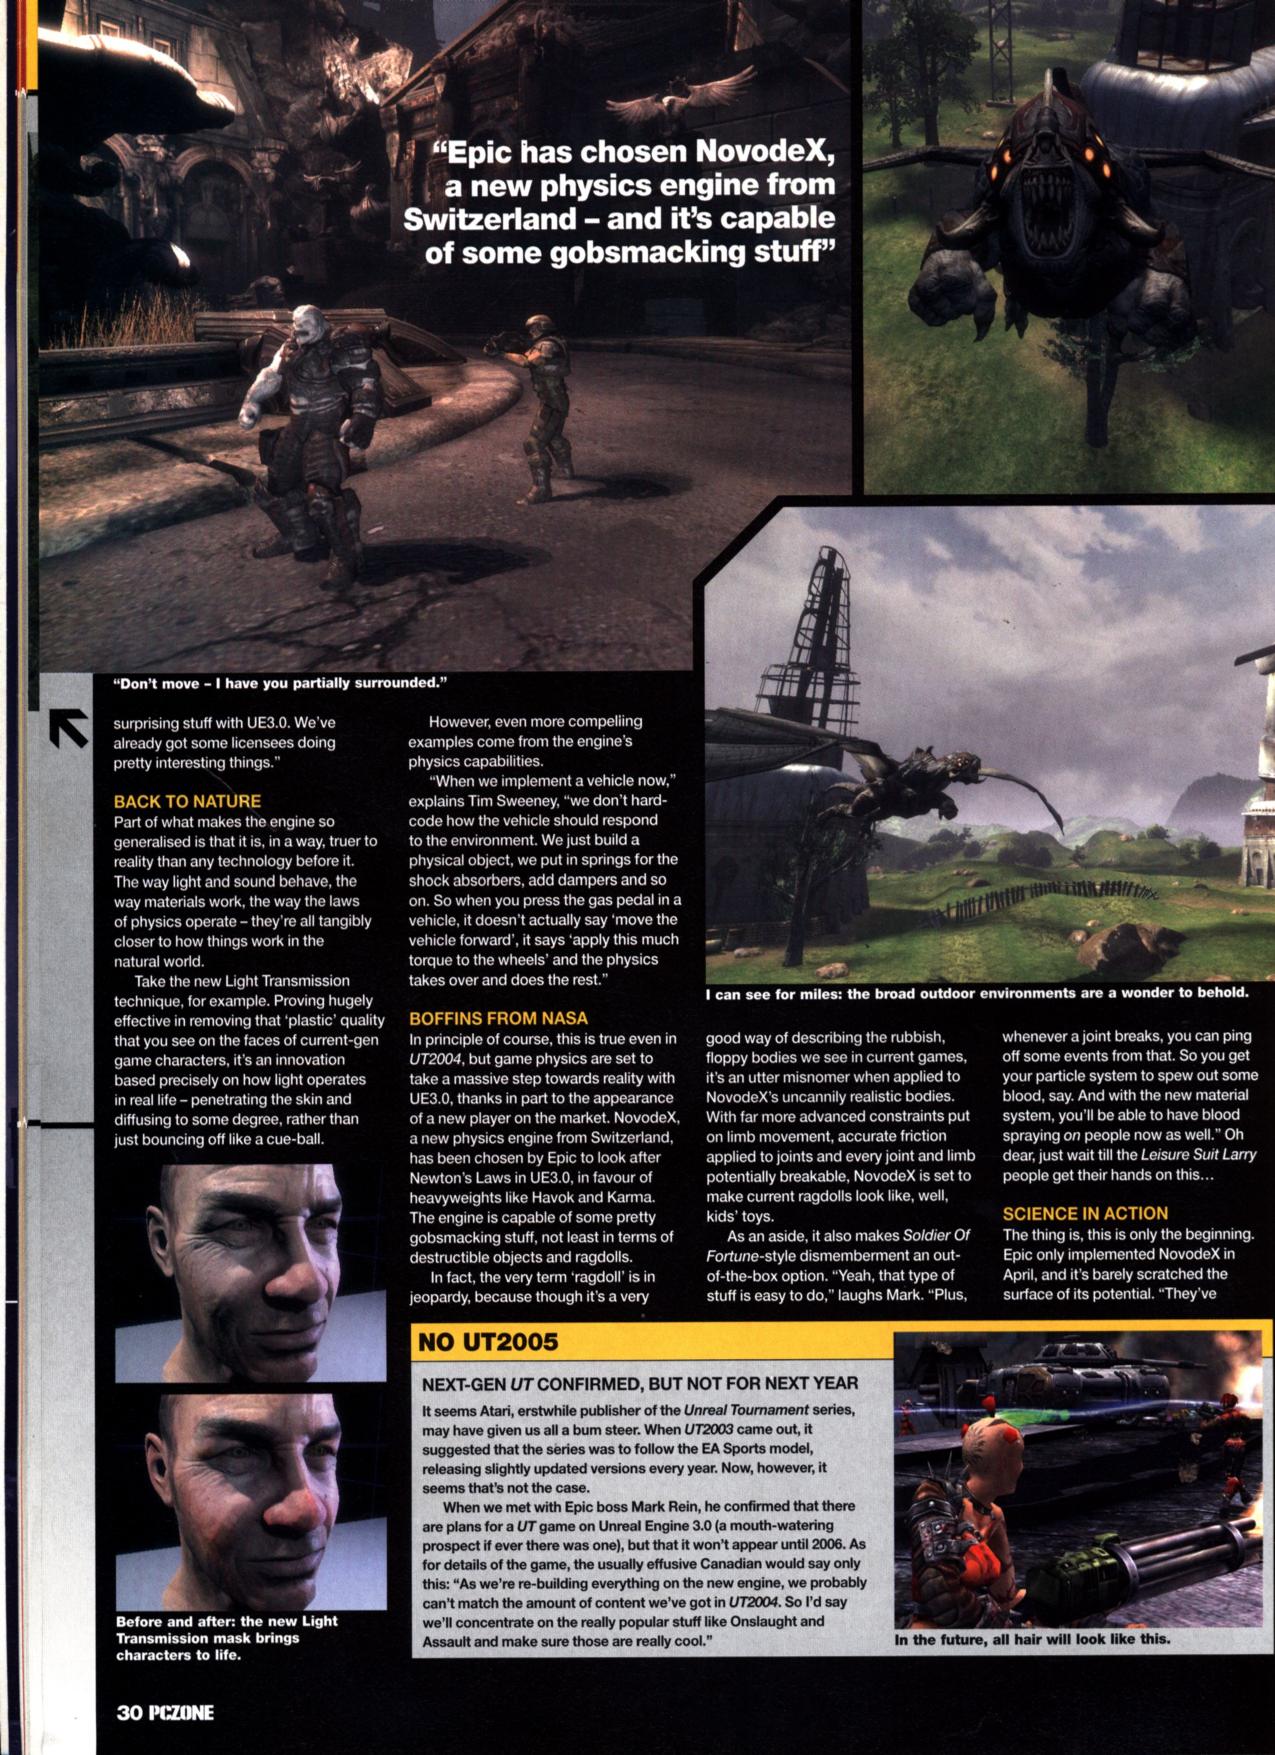 “Epic has chosen NovodeX,
a new physics engine from
Switzerland – and it’s capable
of some gobsmacking stuff”
“Don’t move – I have you partially surrounded.”
surprising stuff with UE3.0. We’ve
already got some licensees doing
pretty interesting things.”
BACK TO NATURE
Part of what makes the engine so
generalised is that it is, in a way, truer to
reality than any technology before it.
The way light and sound behave, the
way materials work, the way the laws
of physics operate – they’re all tangibly
closer to how things work in the
natural world.
Take the new Light Transmission
technique, for example. Proving hugely
effective in removing that ‘plastic’ quality
that you see on the faces of current-gen
game characters, it’s an innovation
based precisely on how light operates
in real life – penetrating the skin and
diffusing to some degree, rather than
just bouncing off like a cue-ball.
Before and after: the new Light
Transmission mask brings
characters to life.
However, even more compelling
examples come from the engine’s
physics capabilities.
“When we implement a vehicle now,”
explains Tim Sweeney, “we don’t hard-
code how the vehicle should respond
to the environment. We just build a
physical object, we put in springs for the
shock absorbers, add dampers and so
on. So when you press the gas pedal in a
vehicle, it doesn’t actually say ‘move the
vehicle forward’, it says ‘apply this much
torque to the wheels’ and the physics
takes over and does the rest.”
BOFFINS FROM NASA
In principle of course, this is true even in
UT2004, but game physics are set to
take a massive step towards reality with
UE3.0, thanks in part to the appearance
of a new player on the market. NovodeX,
a new physics engine from Switzerland,
has been chosen by Epic to look after
Newton’s Laws in UE3.0, in favour of
heavyweights like Havok and Karma.
The engine is capable of some pretty
gobsmacking stuff, not least in terms of
destructible objects and ragdolls.
In fact, the very term ‘ragdoll’ is in
jeopardy, because though it’s a very
I can see for miles: the broad outdoor environments are a wonder to behold.
good way of describing the rubbish,
floppy bodies we see in current games,
it’s an utter misnomer when applied to
NovodeX’s uncannily realistic bodies.
With far more advanced constraints put
on limb movement, accurate friction
applied to joints and every joint and limb
potentially breakable, NovodeX is set to
make current ragdolls look like, well,
kids’ toys.
As an aside, it also makes Soldier Of
Fortune-style dismemberment an out-
of-the-box option. “Yeah, that type of
stuff is easy to do,” laughs Mark. “Plus,
whenever a joint breaks, you can ping
off some events from that. So you get
your particle system to spew out some
blood, say. And with the new material
system, you’ll be able to have blood
spraying on people now as well.” Oh
dear, just wait till the Leisure Suit Larry
people get their hands on this...
SCIENCE IN ACTION
The thing is, this is only the beginning.
Epic only implemented NovodeX in
April, and it’s barely scratched the
surface of its potential. “They’ve
NO UT2005
NEXT-GEN UT CONFIRMED, BUT NOT FOR NEXT YEAR
It seems Atari, erstwhile publisher of the Unreal Tournament series,
may have given us all a bum steer. When UT2003 came out, it
suggested that the series was to follow the EA Sports model,
releasing slightly updated versions every year. Now, however, it
seems that’s not the case.
When we met with Epic boss Mark Rein, he confirmed that there
are plans for a UT game on Unreal Engine 3.0 (a mouth-watering
prospect if ever there was one), but that it won’t appear until 2006. As
for details of the game, the usually effusive Canadian would say only
this: “As we’re re-building everything on the new engine, we probably
can’t match the amount of content we’ve got in UT2004. So I’d say
we’ll concentrate on the really popular stuff like Onslaught and
Assault and make sure those are really cool.”
In the future, all hair will look like this.
30 PCZONE